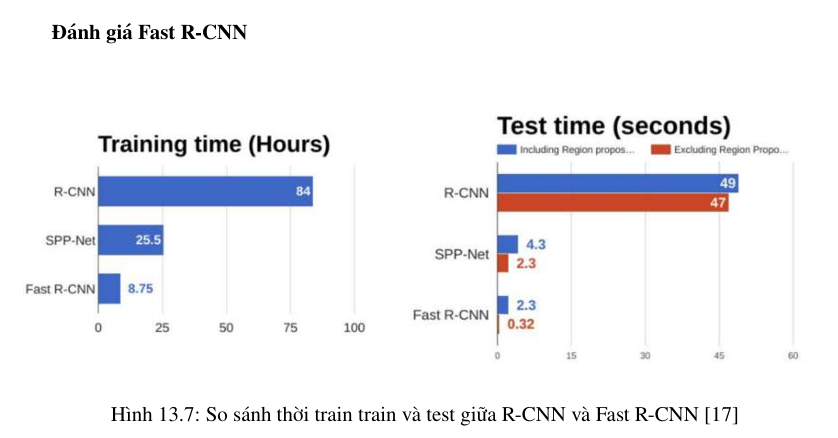 Đánh giá Fast R-CNN
Training time (Hours)
R-CNN
84
SPP-Net
25.5
Fast R-CNN
8.75
0 25 50 75 100
Test time (seconds)
Including Region propos... Excluding Region Propo...
R-CNN
49
47
SPP-Net
4.3
2.3
Fast R-CNN
2.3
0.32
0 15 30 45 60
Hình 13.7: So sánh thời train train và test giữa R-CNN và Fast R-CNN [17]